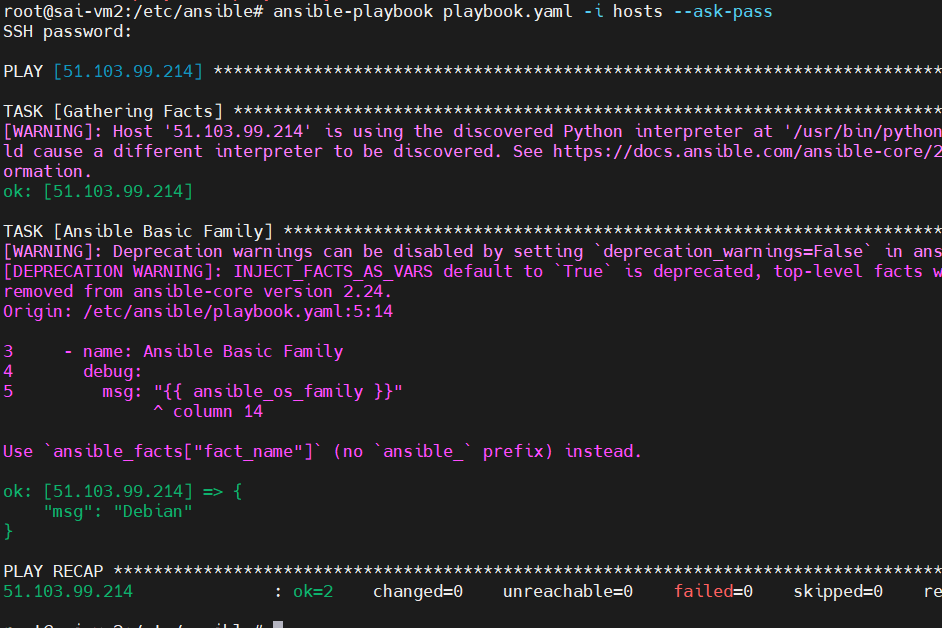 root@sai-vm2:/etc/ansible# ansible-playbook playbook.yaml -i hosts --ask-pass
SSH password:
PLAY [51.103.99.214] *************************************************************************
TASK [Gathering Facts] ***********************************************************************
[WARNING]: Host '51.103.99.214' is using the discovered Python interpreter at '/usr/bin/python
ld cause a different interpreter to be discovered. See https://docs.ansible.com/ansible-core/2
ormation.
ok: [51.103.99.214]
TASK [Ansible Basic Family] ******************************************************************
[WARNING]: Deprecation warnings can be disabled by setting `deprecation_warnings=False` in ans
[DEPRECATION WARNING]: INJECT_FACTS_AS_VARS default to `True` is deprecated, top-level facts w
removed from ansible-core version 2.24.
Origin: /etc/ansible/playbook.yaml:5:14
3     - name: Ansible Basic Family
4       debug:
5         msg: "{{ ansible_os_family }}"
               ^ column 14
Use `ansible_facts["fact_name"]` (no `ansible_` prefix) instead.
ok: [51.103.99.214] => {
    "msg": "Debian"
}
PLAY RECAP ***********************************************************************************
51.103.99.214              : ok=2    changed=0    unreachable=0    failed=0    skipped=0    re